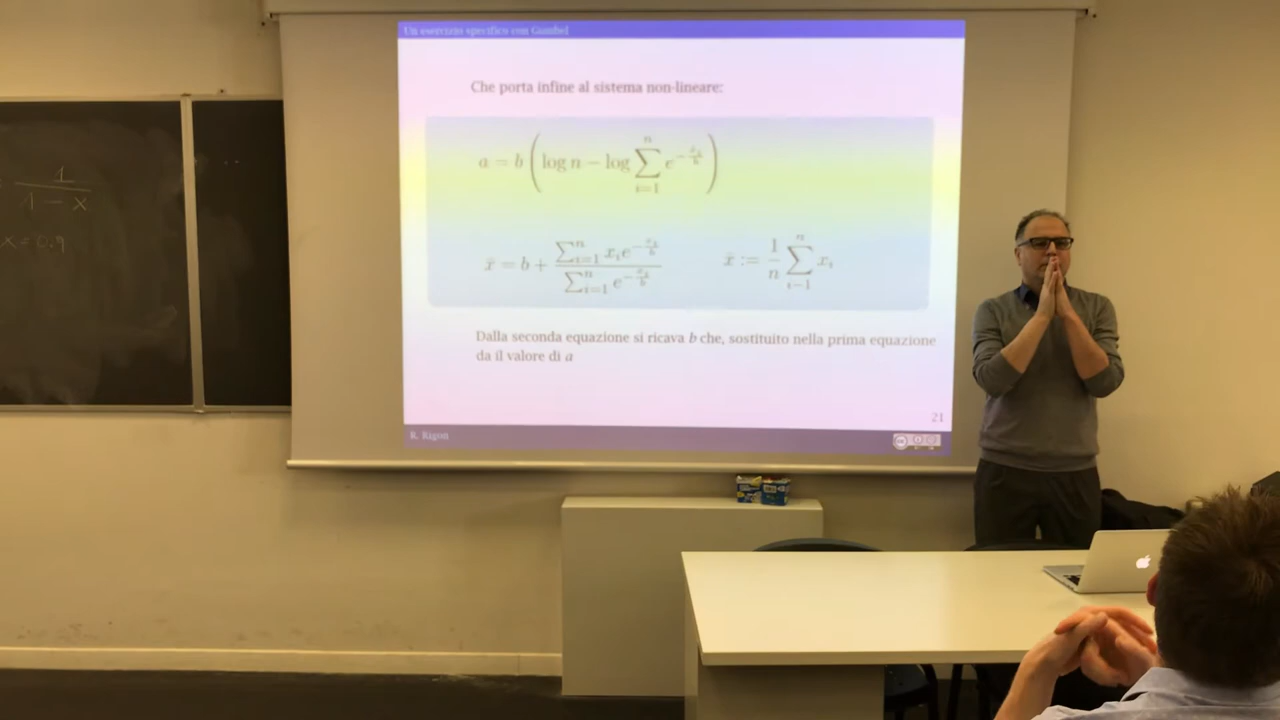 Un esercizio specifico con Gumbel
Che porta infine al sistema non-lineare:
a = b ( log n − log ∑_{i=1}^{n} e^{−x_i/b} )
x̄ = b + ∑_{i=1}^{n} x_i e^{−x_i/b} / ∑_{i=1}^{n} e^{−x_i/b}    x̄ := 1/n ∑_{i=1}^{n} x_i
Dalla seconda equazione si ricava b che, sostituito nella prima equazione
da il valore di a
21
R. Rigon
1
1 − x
x = 0.9